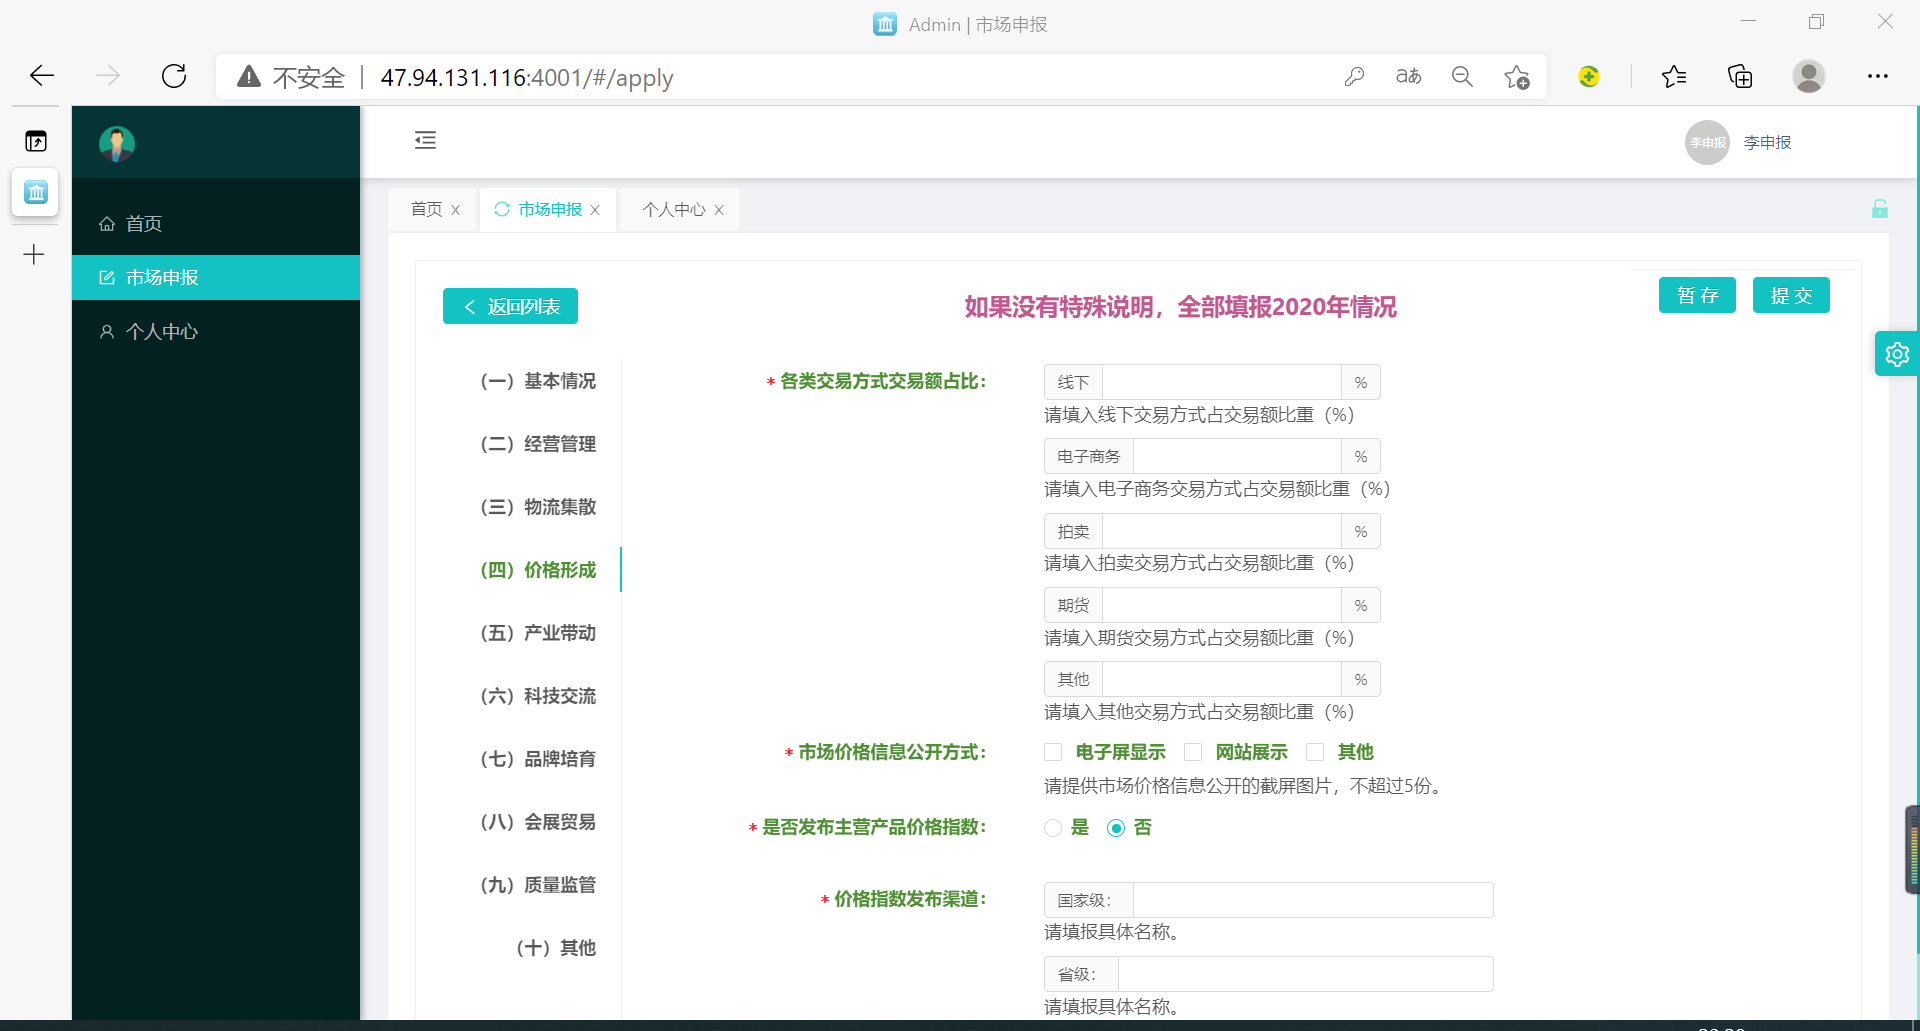 Admin | 市场申报
不安全 | 47.94.131.116:4001/#/apply
李申报 李申报
首页 x 市场申报 x 个人中心 x
首页
市场申报
个人中心
返回列表
如果没有特殊说明，全部填报2020年情况
暂 存
提 交
（一）基本情况
（二）经营管理
（三）物流集散
（四）价格形成
（五）产业带动
（六）科技交流
（七）品牌培育
（八）会展贸易
（九）质量监管
（十）其他
* 各类交易方式交易额占比：
线下 %
请填入线下交易方式占交易额比重（%）
电子商务 %
请填入电子商务交易方式占交易额比重（%）
拍卖 %
请填入拍卖交易方式占交易额比重（%）
期货 %
请填入期货交易方式占交易额比重（%）
其他 %
请填入其他交易方式占交易额比重（%）
* 市场价格信息公开方式： 电子屏显示 网站展示 其他
请提供市场价格信息公开的截屏图片，不超过5份。
* 是否发布主营产品价格指数： 是 否
* 价格指数发布渠道： 国家级：
请填报具体名称。
省级：
请填报具体名称。